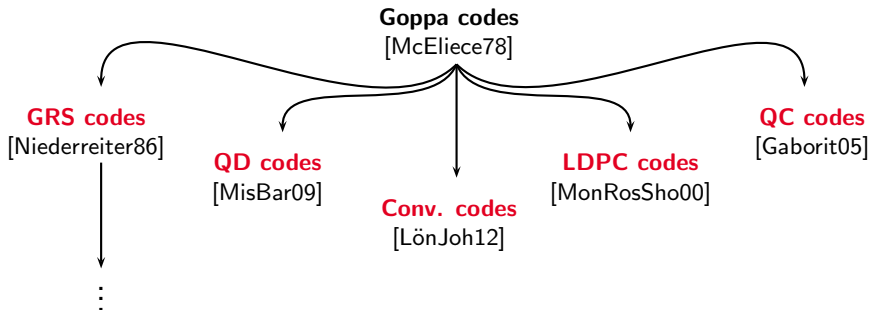 Goppa codes
[McEliece78]
GRS codes
[Niederreiter86]
QD codes
[MisBar09]
Conv. codes
[LönJoh12]
LDPC codes
[MonRosSho00]
QC codes
[Gaborit05]
⋮